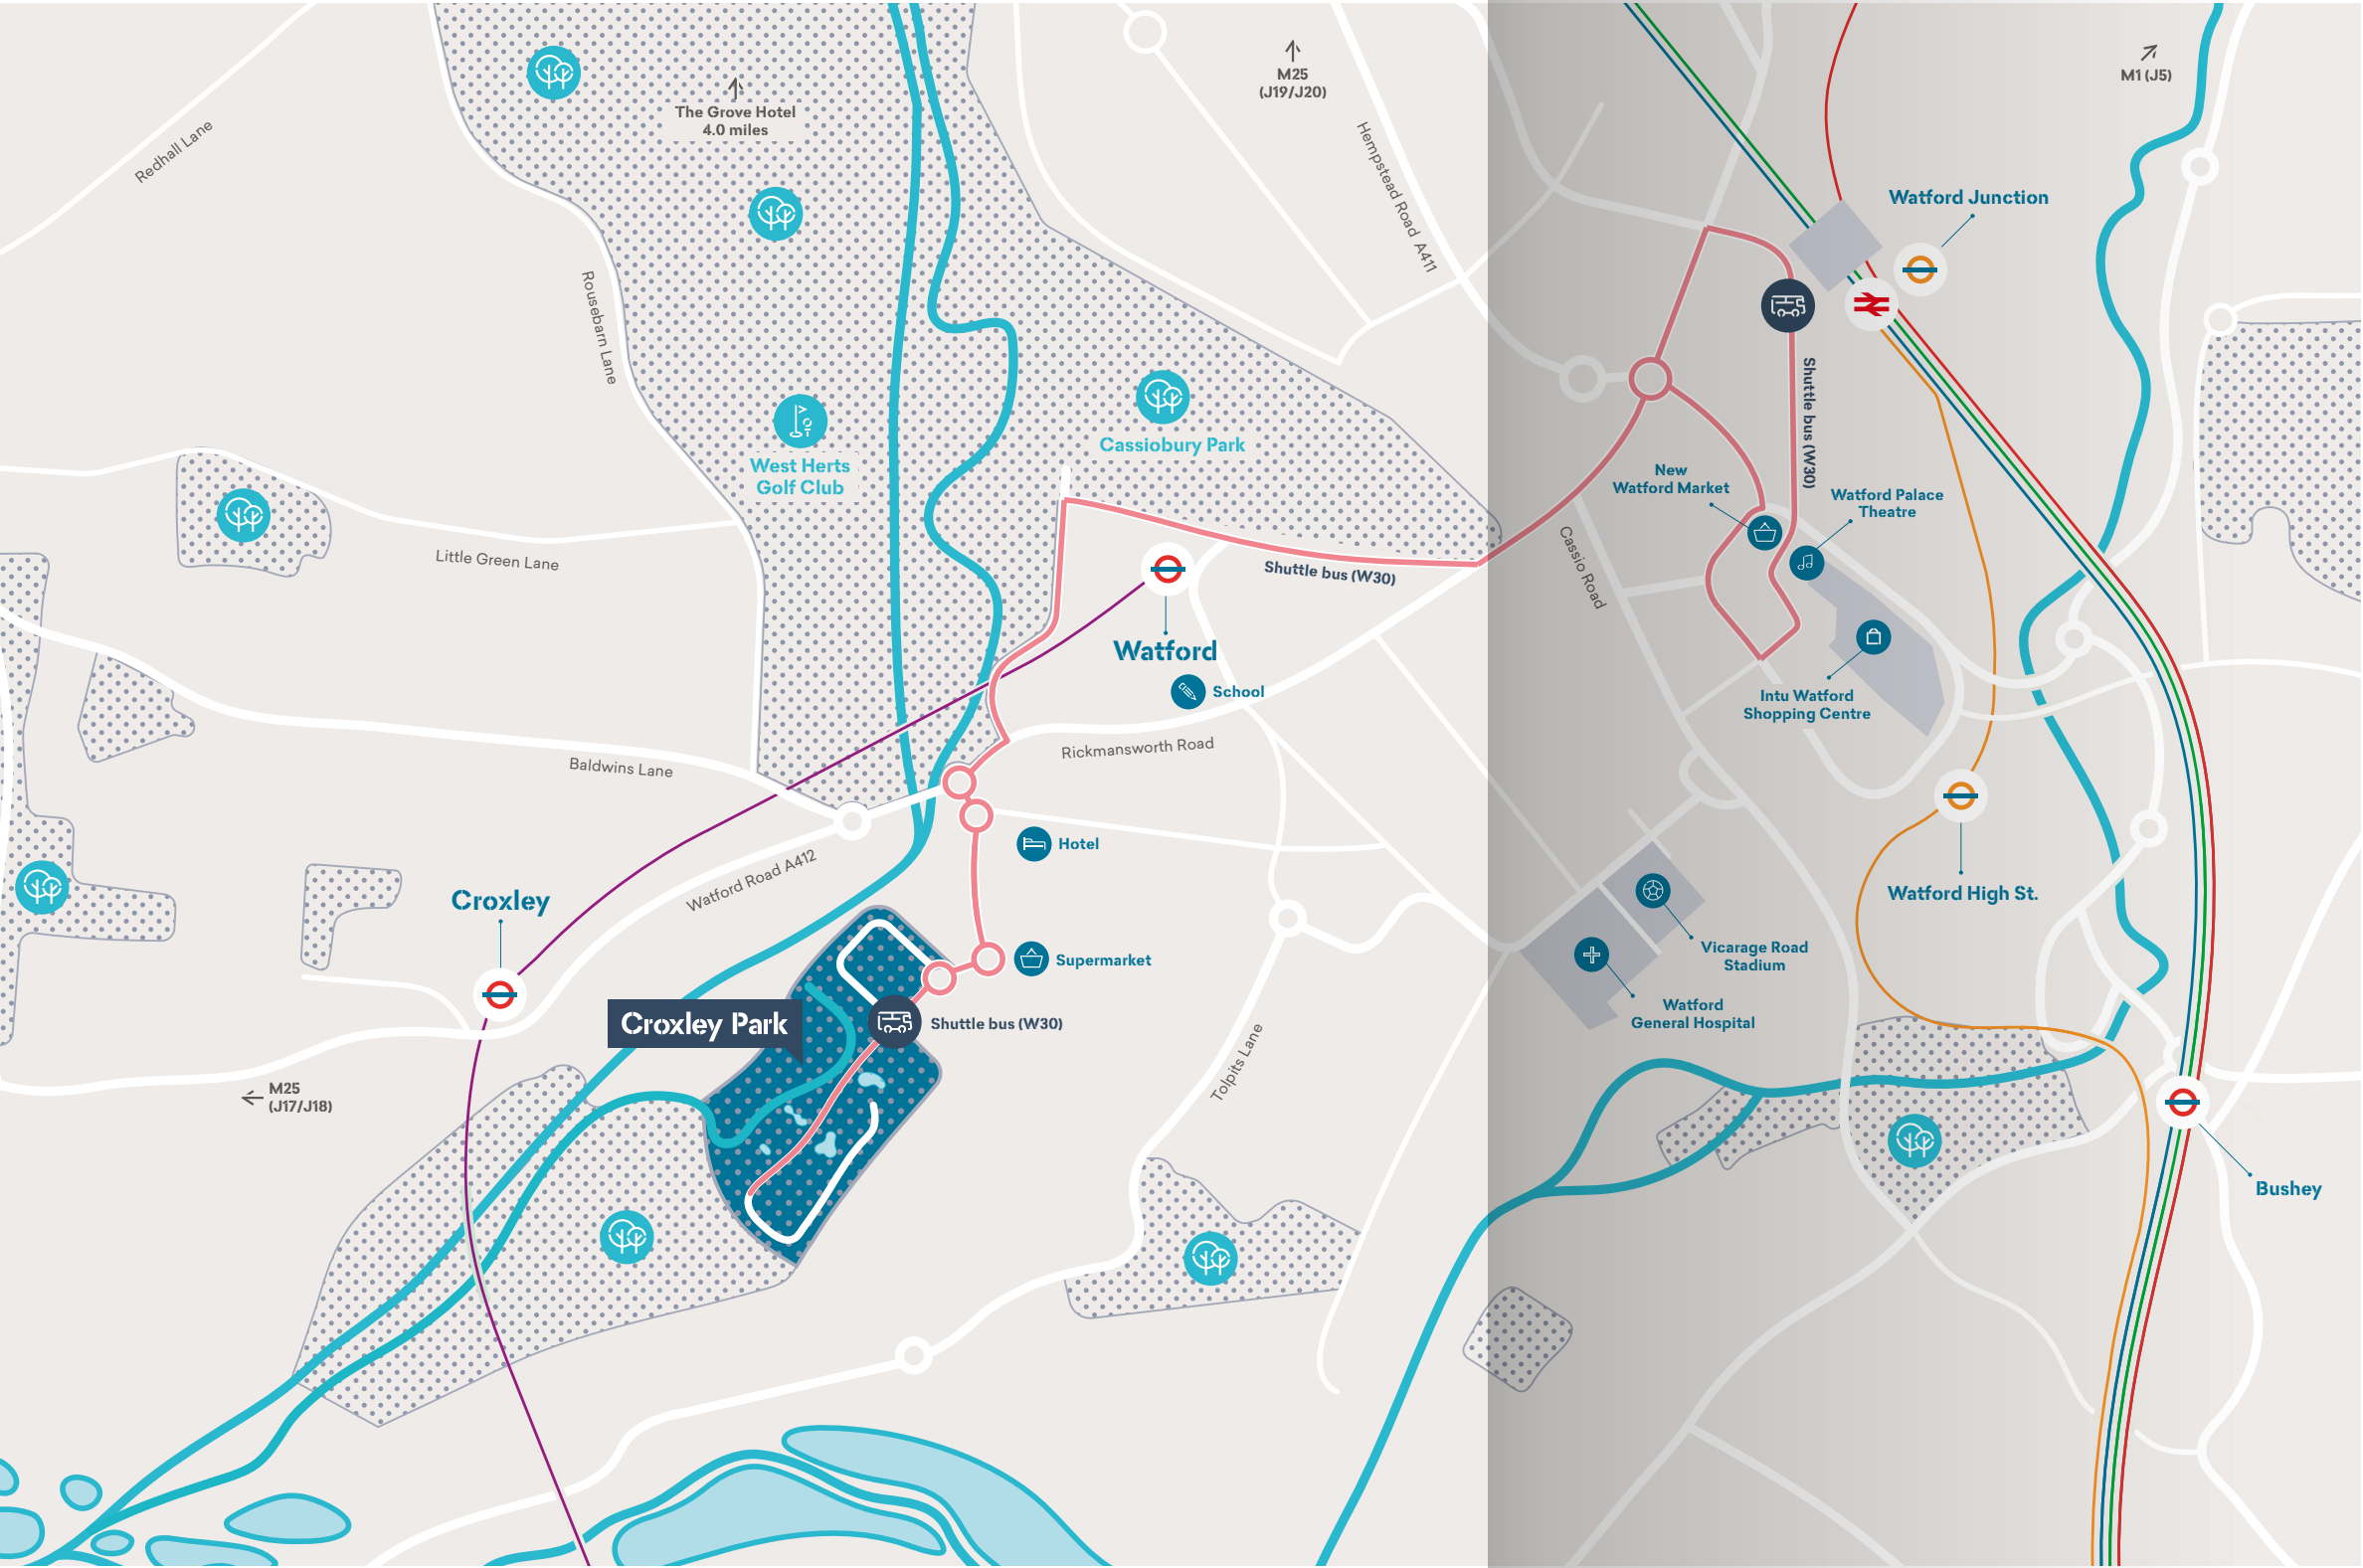 M25
(J19/J20)
M1 (J5)
The Grove Hotel
4.0 miles
Redhall Lane
Hempstead Road A411
Watford Junction
Rousebarn Lane
Shuttle bus (W30)
Cassiobury Park
West Herts
Golf Club
New
Watford Market
Watford Palace
Theatre
Little Green Lane
Shuttle bus (W30)
Cassio Road
Watford
School
Intu Watford
Shopping Centre
Rickmansworth Road
Baldwins Lane
Hotel
Watford Road A412
Croxley
Watford High St.
Vicarage Road
Stadium
Supermarket
Watford
General Hospital
Croxley Park
Shuttle bus (W30)
Tolpits Lane
M25
(J17/J18)
Bushey